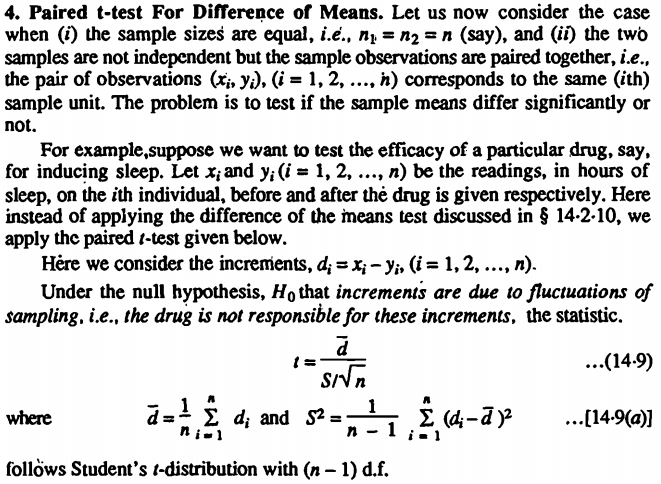 4. Paired t-test For Difference of Means. Let us now consider the case
when (i) the sample sizes are equal, i.e., n₁ = n₂ = n (say), and (ii) the two
samples are not independent but the sample observations are paired together, i.e.,
the pair of observations (xᵢ, yᵢ), (i = 1, 2, ..., n) corresponds to the same (ith)
sample unit. The problem is to test if the sample means differ significantly or
not.
For example,suppose we want to test the efficacy of a particular drug, say,
for inducing sleep. Let xᵢ and yᵢ (i = 1, 2, ..., n) be the readings, in hours of
sleep, on the ith individual, before and after the drug is given respectively. Here
instead of applying the difference of the means test discussed in § 14·2·10, we
apply the paired t-test given below.
Here we consider the increments, dᵢ = xᵢ – yᵢ, (i = 1, 2, ..., n).
Under the null hypothesis, H₀ that increments are due to fluctuations of
sampling, i.e., the drug is not responsible for these increments, the statistic.
t = d̄ / (S/√n) ...(14·9)
where d̄ = 1/n Σ_{i=1}^{n} dᵢ and S² = 1/(n – 1) Σ_{i=1}^{n} (dᵢ – d̄)² ...[14·9(a)]
follows Student's t-distribution with (n – 1) d.f.